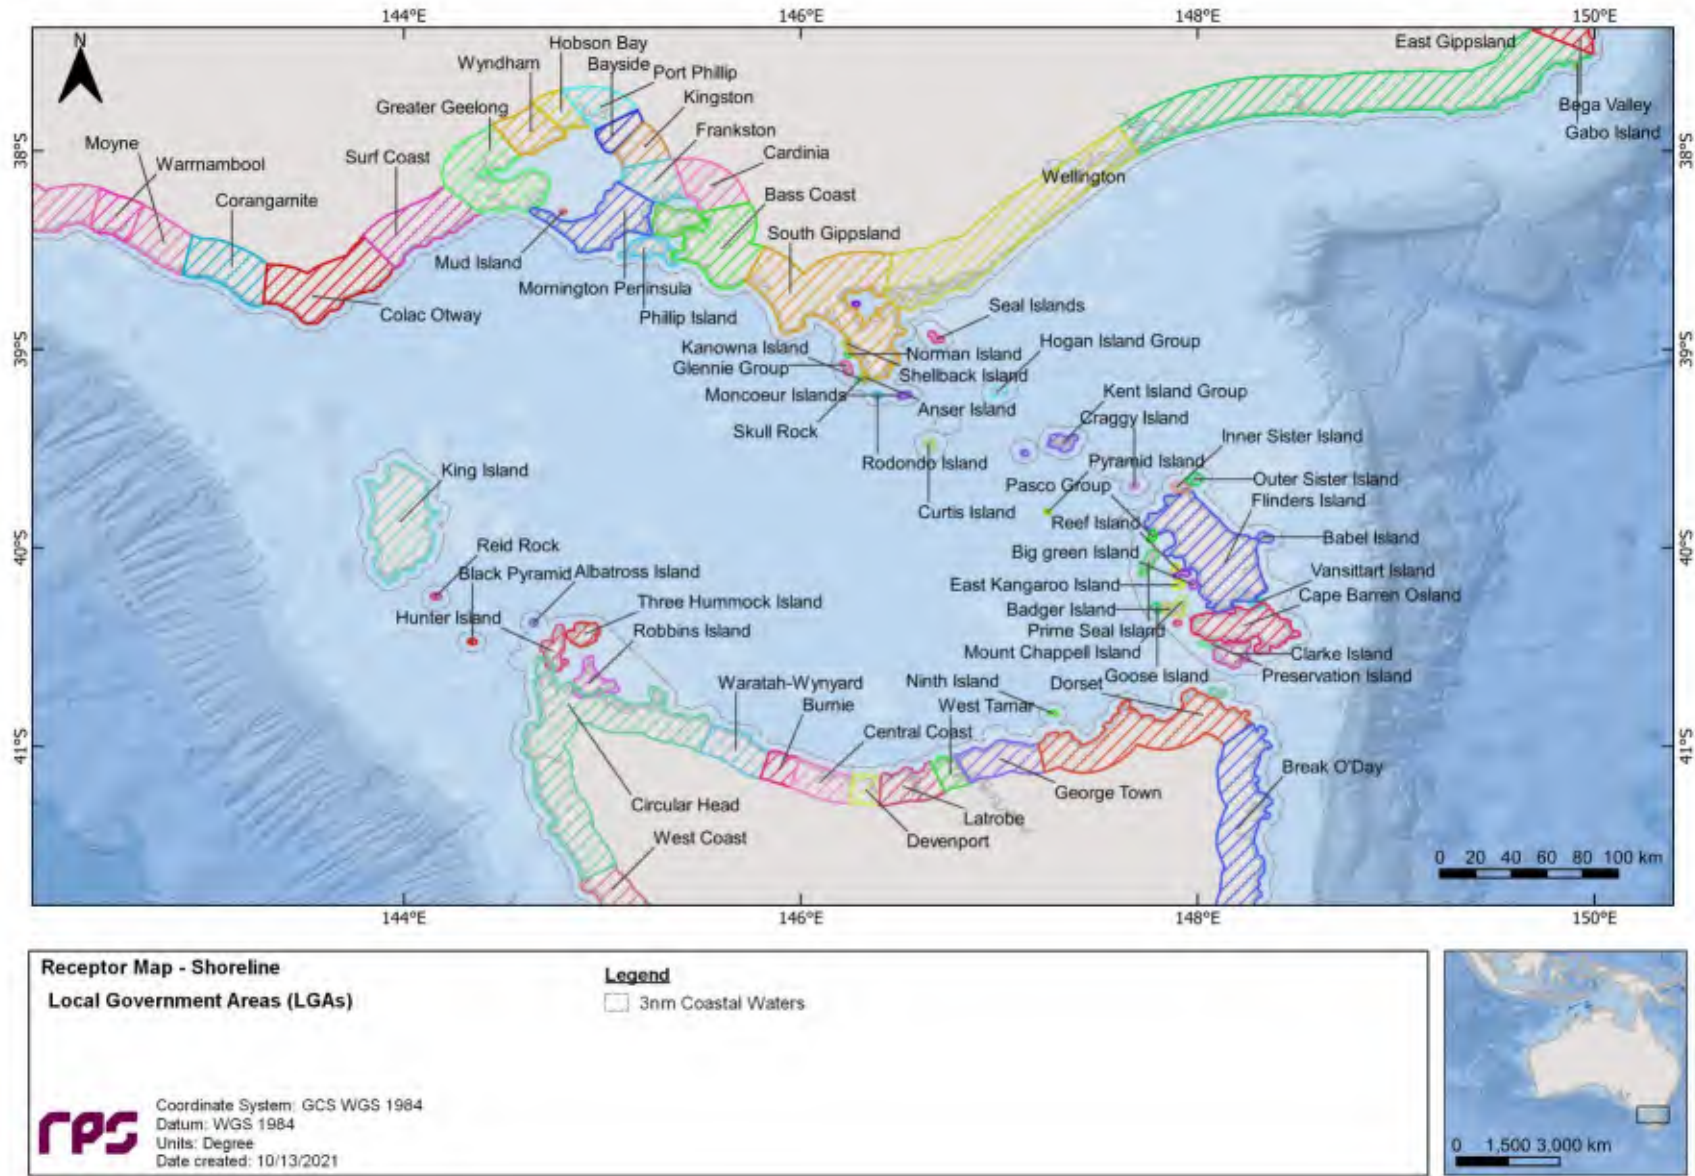 144°E
146°E
148°E
150°E
N
Hobson Bay
Bayside
Wyndham
Port Phillip
Kingston
Greater Geelong
Frankston
Cardinia
Moyne
Warrnambool
Surf Coast
Corangamite
Bass Coast
South Gippsland
East Gippsland
Bega Valley
Gabo Island
Wellington
38°S
38°S
Mud Island
Mornington Peninsula
Phillip Island
Colac Otway
Seal Islands
39°S
39°S
Kanowna Island
Norman Island
Hogan Island Group
Glennie Group
Shellback Island
Moncoeur Islands
Anser Island
Kent Island Group
Skull Rock
Craggy Island
Rodondo Island
Inner Sister Island
Pyramid Island
King Island
Pasco Group
Outer Sister Island
Flinders Island
Curtis Island
Reef Island
Babel Island
40°S
40°S
Reid Rock
Big green Island
Black Pyramid
Albatross Island
East Kangaroo Island
Vansittart Island
Cape Barren Osland
Hunter Island
Three Hummock Island
Badger Island
Robbins Island
Prime Seal Island
Mount Chappell Island
Clarke Island
Goose Island
Preservation Island
Waratah-Wynyard
Ninth Island
Dorset
Burnie
West Tamar
Central Coast
41°S
41°S
Break O'Day
George Town
Circular Head
Latrobe
West Coast
Devenport
0 20 40 60 80 100 km
144°E
146°E
148°E
150°E
Receptor Map - Shoreline
Local Government Areas (LGAs)
Legend
3nm Coastal Waters
rps
Coordinate System: GCS WGS 1984
Datum: WGS 1984
Units: Degree
Date created: 10/13/2021
0 1,500 3,000 km